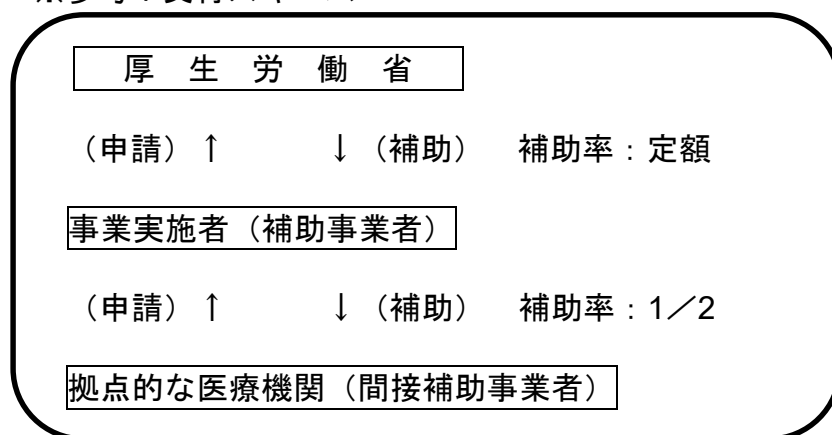 厚 生 労 働 省
（申請）↑ ↓（補助） 補助率：定額
事業実施者（補助事業者）
（申請）↑ ↓（補助） 補助率：1／2
拠点的な医療機関（間接補助事業者）